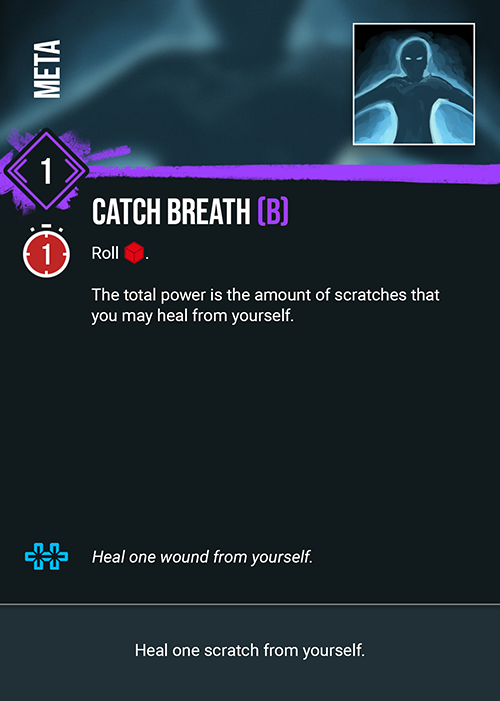 META
1
CATCH BREATH (B)
1
Roll .
The total power is the amount of scratches that
you may heal from yourself.
Heal one wound from yourself.
Heal one scratch from yourself.